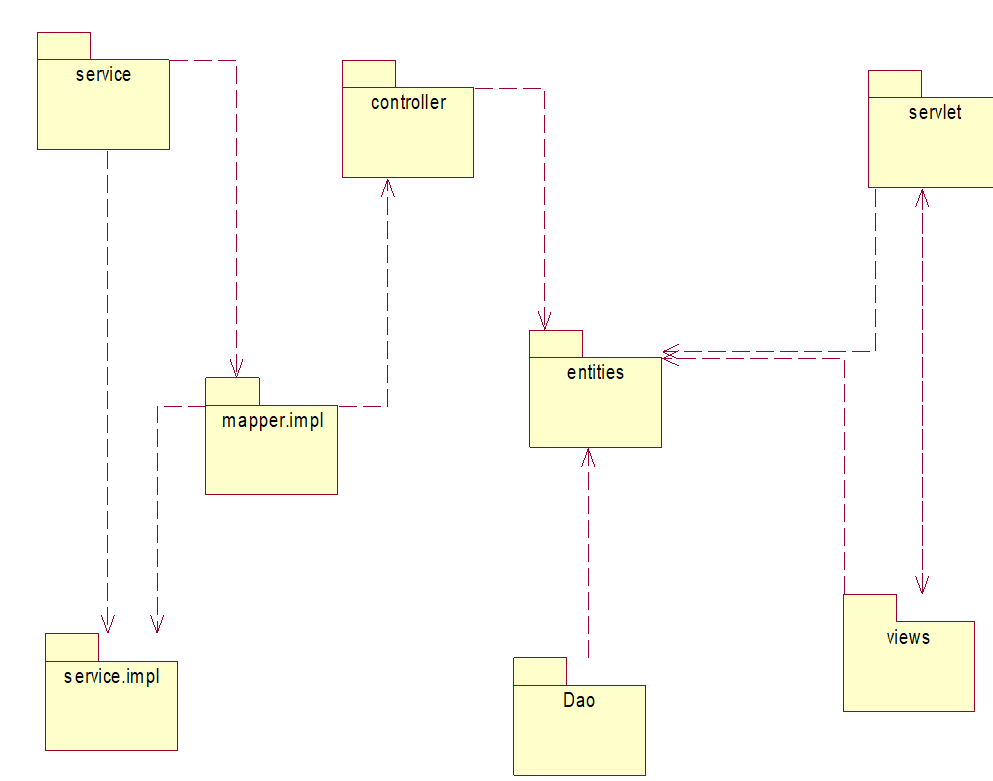 service
controller
servlet
entities
mapper.impl
views
service.impl
Dao